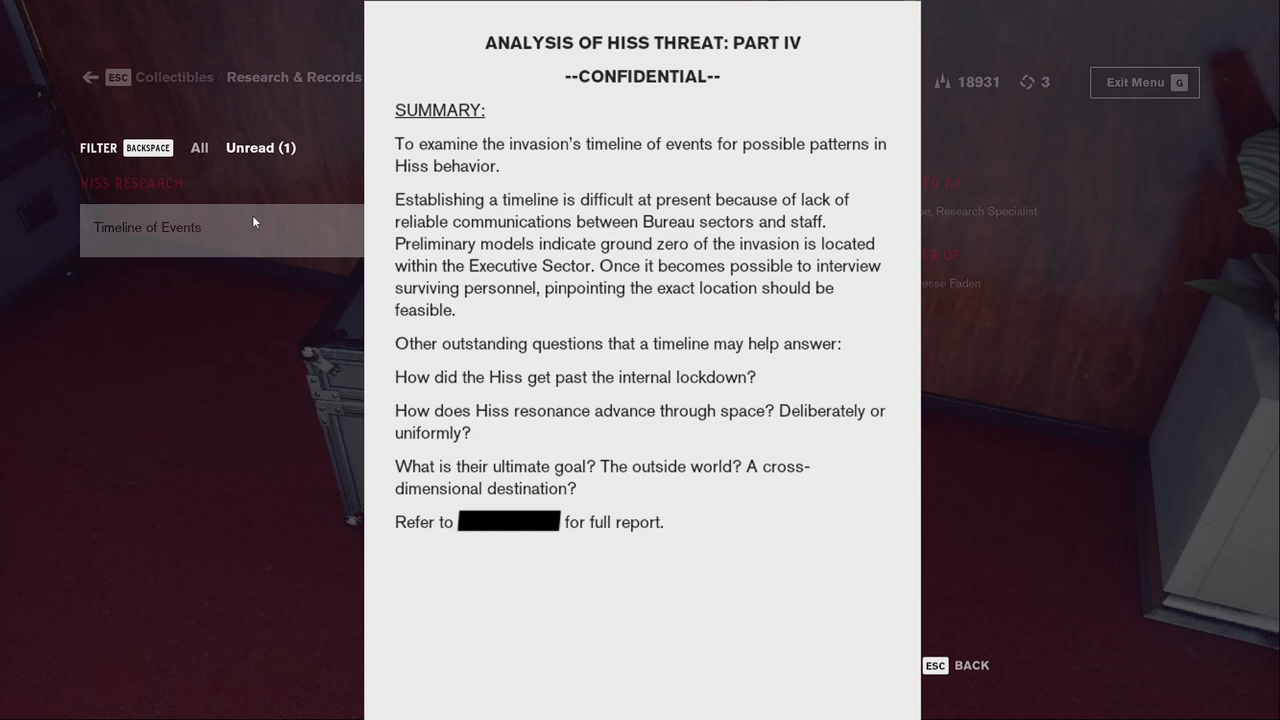 ANALYSIS OF HISS THREAT: PART IV
--CONFIDENTIAL--
ESC Collectibles Research & Records
18931 3 Exit Menu G
SUMMARY:
To examine the invasion's timeline of events for possible patterns in
Hiss behavior.
FILTER BACKSPACE All Unread (1)
HISS RESEARCH
Timeline of Events
Establishing a timeline is difficult at present because of lack of
reliable communications between Bureau sectors and staff.
Preliminary models indicate ground zero of the invasion is located
within the Executive Sector. Once it becomes possible to interview
surviving personnel, pinpointing the exact location should be
feasible.
Research Specialist
Faden
Other outstanding questions that a timeline may help answer:
How did the Hiss get past the internal lockdown?
How does Hiss resonance advance through space? Deliberately or
uniformly?
What is their ultimate goal? The outside world? A cross-
dimensional destination?
Refer to for full report.
ESC BACK